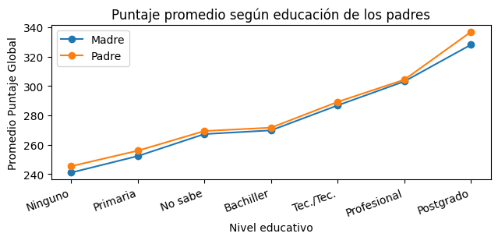 Puntaje promedio según educación de los padres
Madre
Padre
Promedio Puntaje Global
340
320
300
280
260
240
Ninguno
Primaria
No sabe
Bachiller
Tec./Tec.
Profesional
Postgrado
Nivel educativo